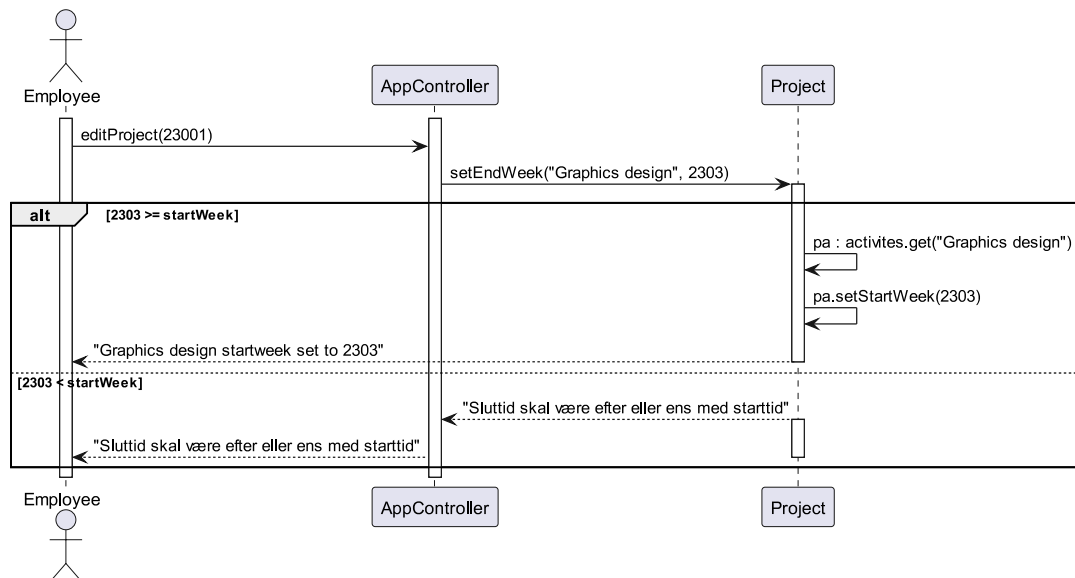 Employee
AppController
Project
editProject(23001)
setEndWeek("Graphics design", 2303)
alt
[2303 >= startWeek]
pa : activites.get("Graphics design")
pa.setStartWeek(2303)
"Graphics design startweek set to 2303"
[2303 < startWeek]
"Sluttid skal være efter eller ens med starttid"
"Sluttid skal være efter eller ens med starttid"
Employee
AppController
Project